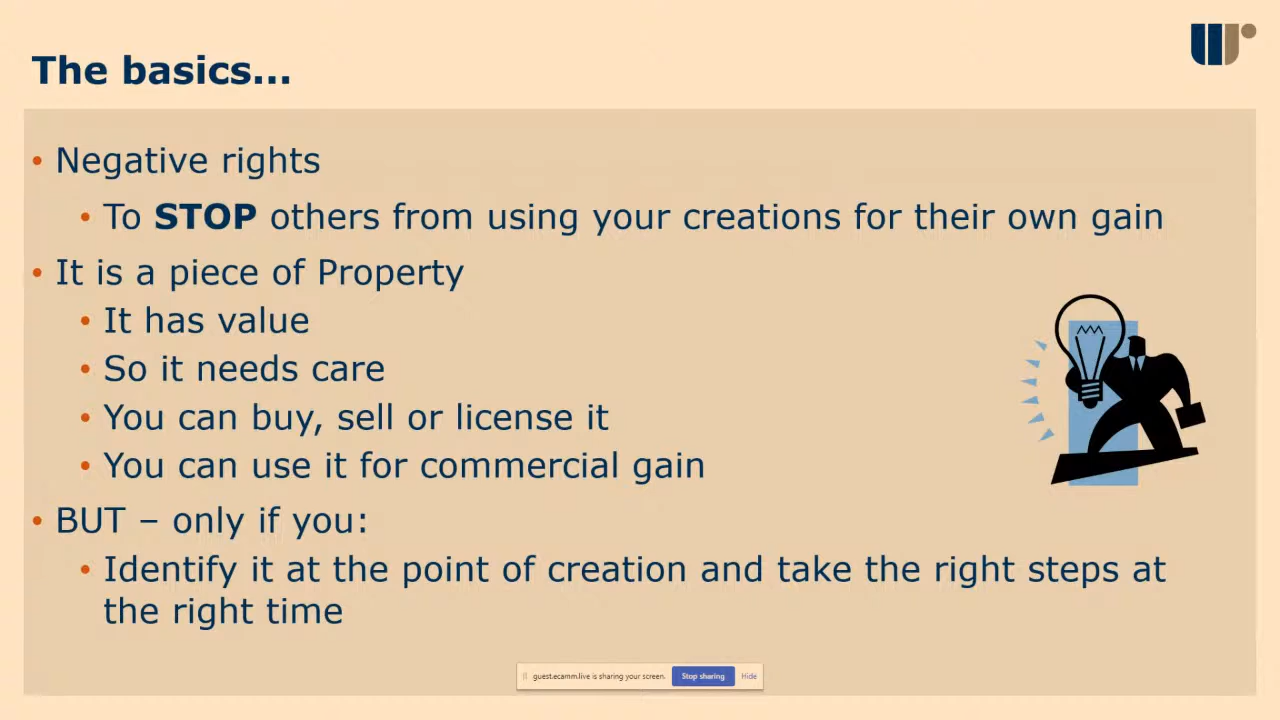 The basics...
• Negative rights
• To STOP others from using your creations for their own gain
• It is a piece of Property
• It has value
• So it needs care
• You can buy, sell or license it
• You can use it for commercial gain
• BUT – only if you:
• Identify it at the point of creation and take the right steps at
the right time
guest.ecamm.live is sharing your screen. Stop sharing Hide